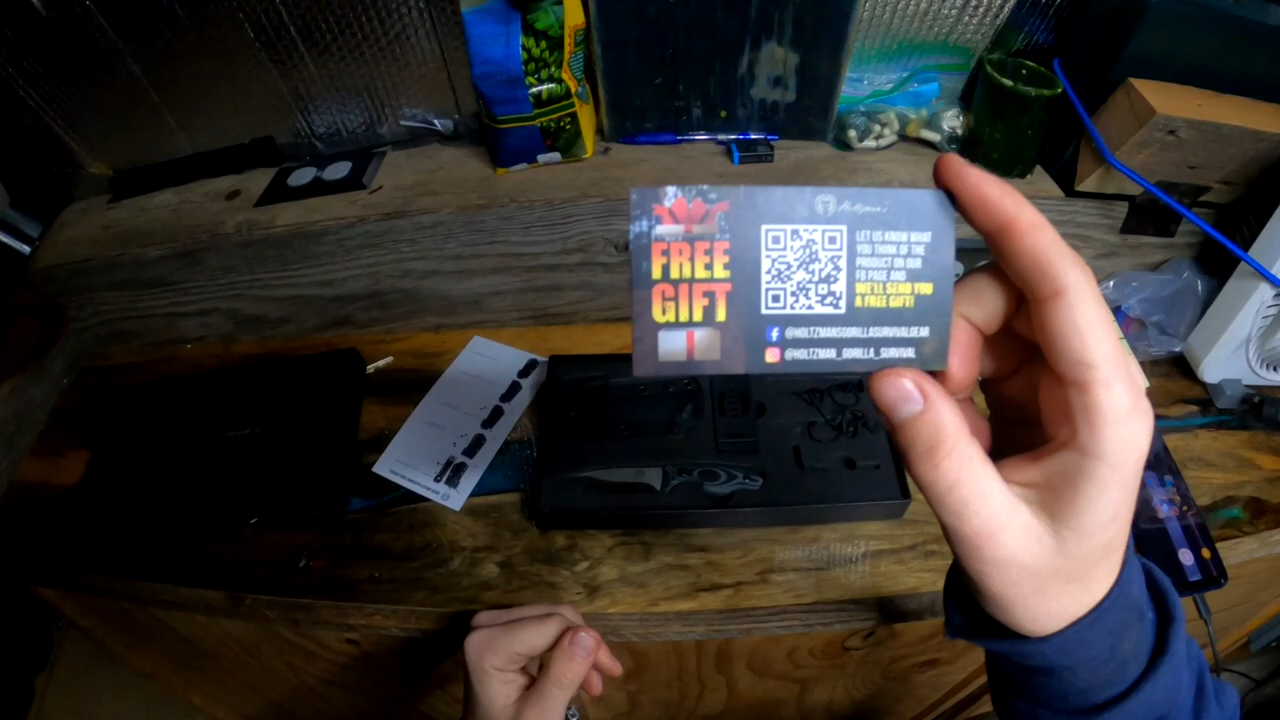 Holtzman's
FREE
GIFT
LET US KNOW WHAT
YOU THINK OF THE
PRODUCT ON OUR
FB PAGE AND
WE'LL SEND YOU
A FREE GIFT!
@HOLTZMANSGORILLASURVIVALGEAR
@HOLTZMAN_GORILLA_SURVIVAL